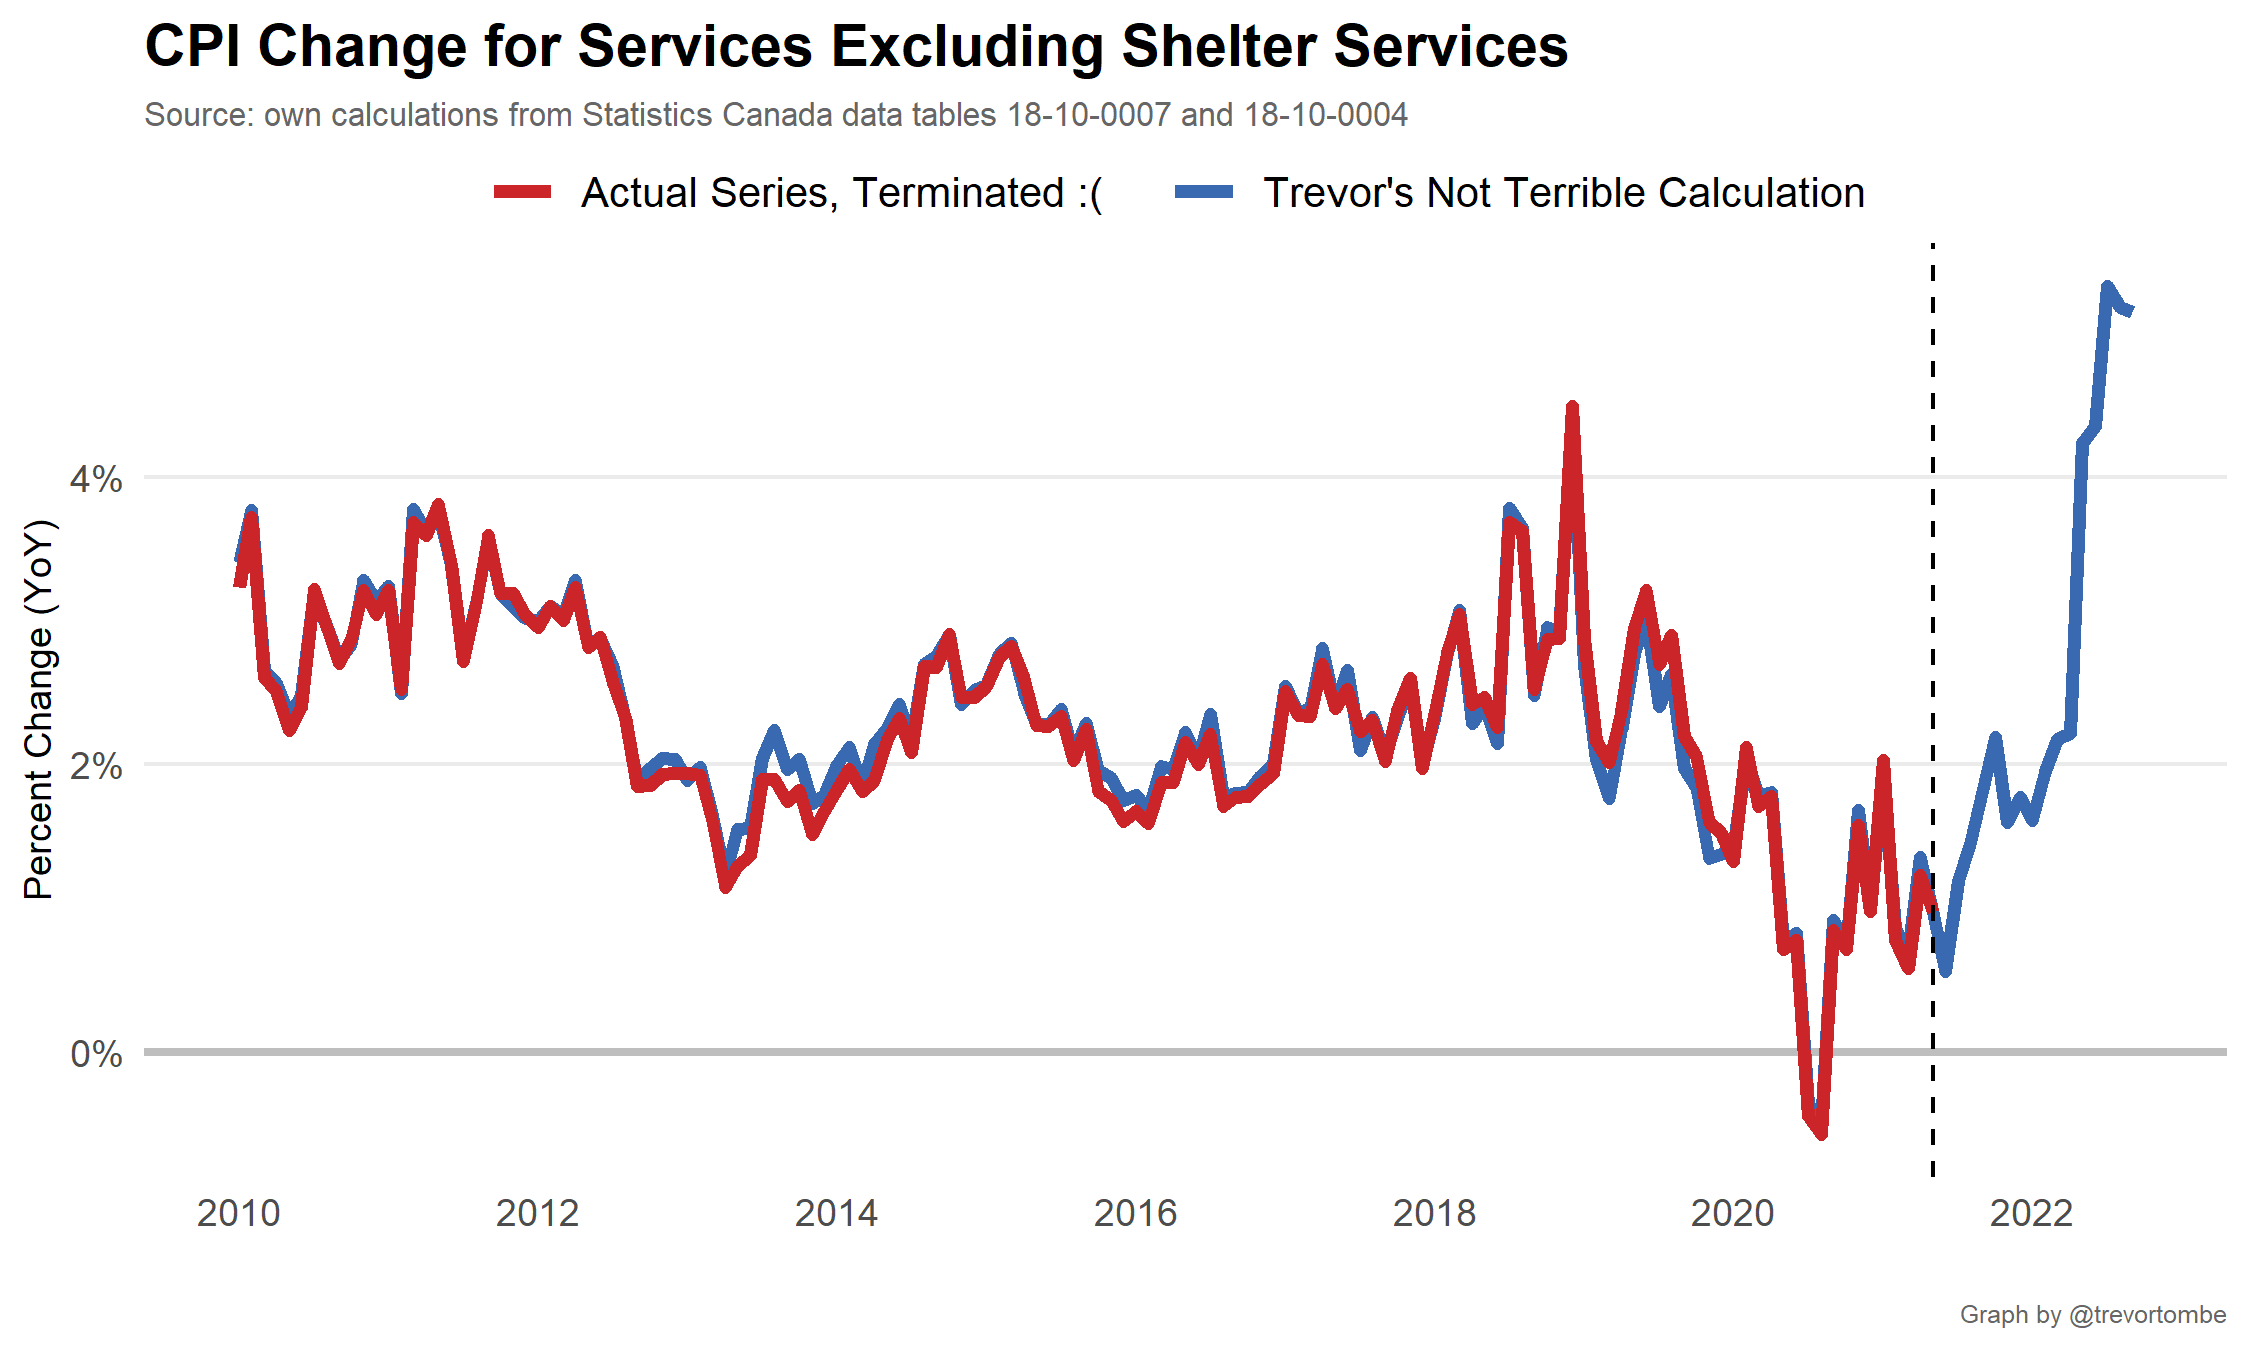 CPI Change for Services Excluding Shelter Services
Source: own calculations from Statistics Canada data tables 18-10-0007 and 18-10-0004
Actual Series, Terminated :(
Trevor's Not Terrible Calculation
Percent Change (YoY)
4%
2%
0%
2010
2012
2014
2016
2018
2020
2022
Graph by @trevortombe